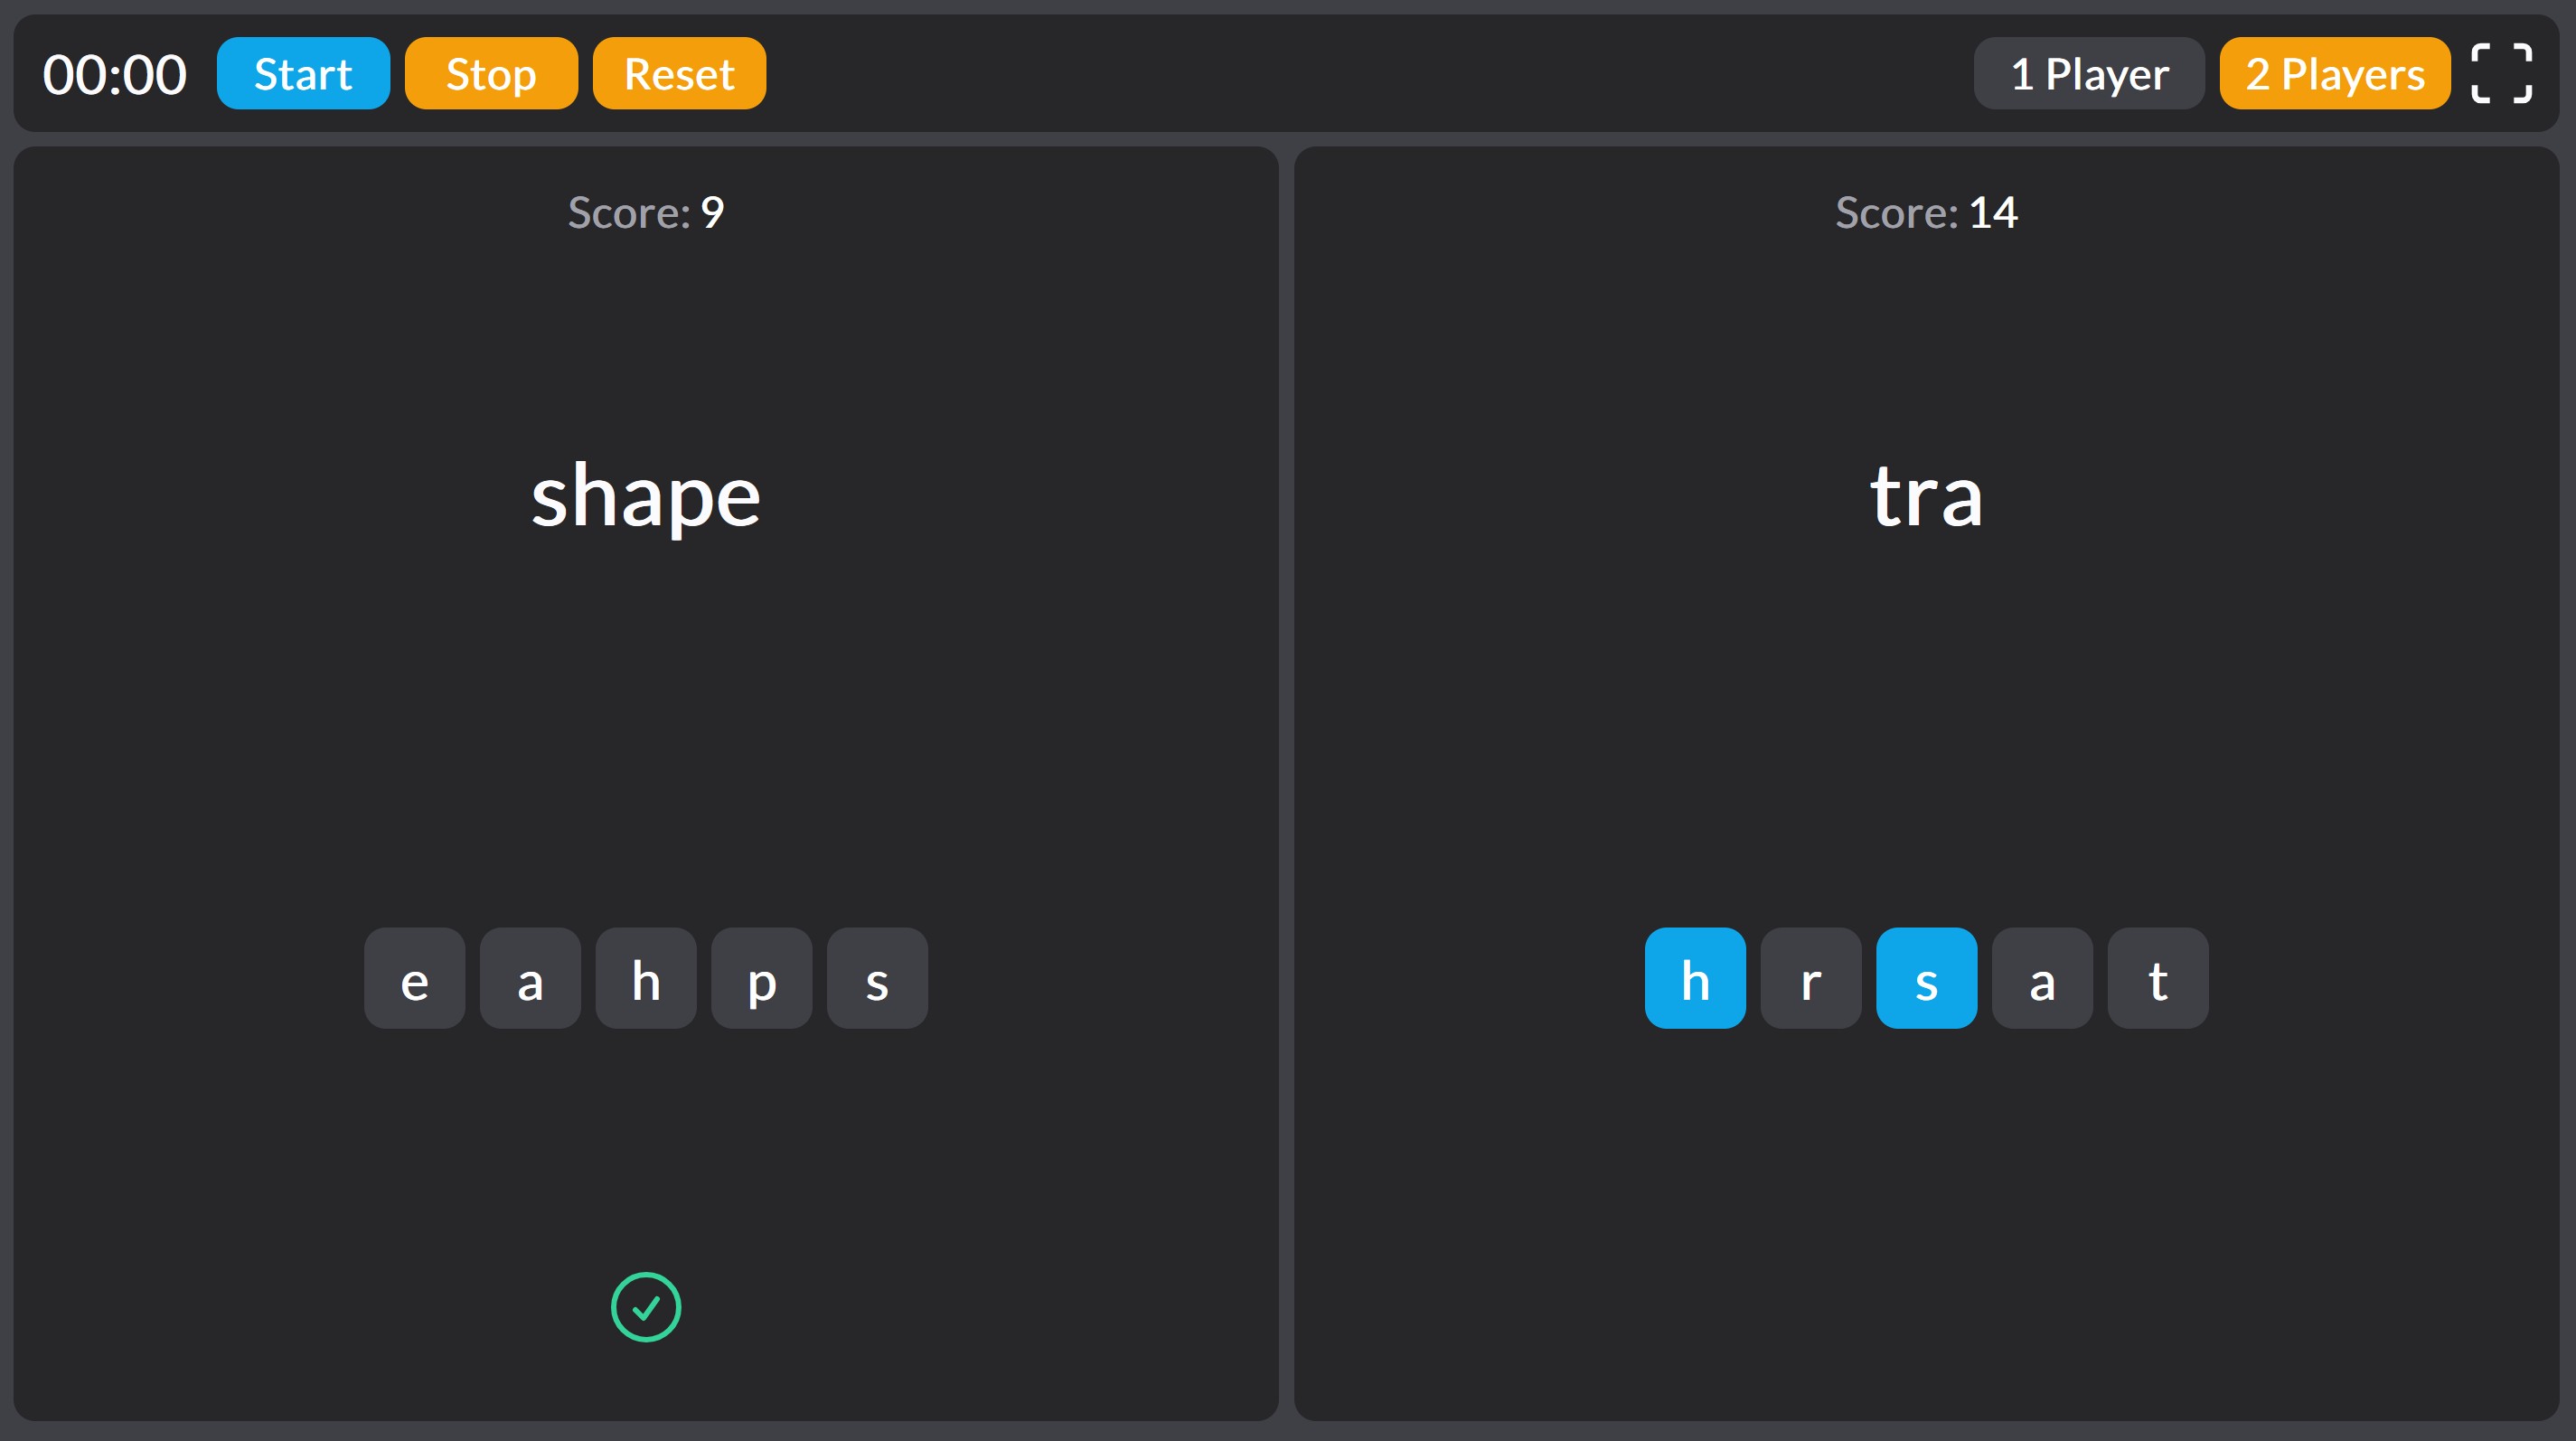 00:00 Start Stop Reset 1 Player 2 Players
Score: 9
shape
e a h p s
Score: 14
tra
h r s a t